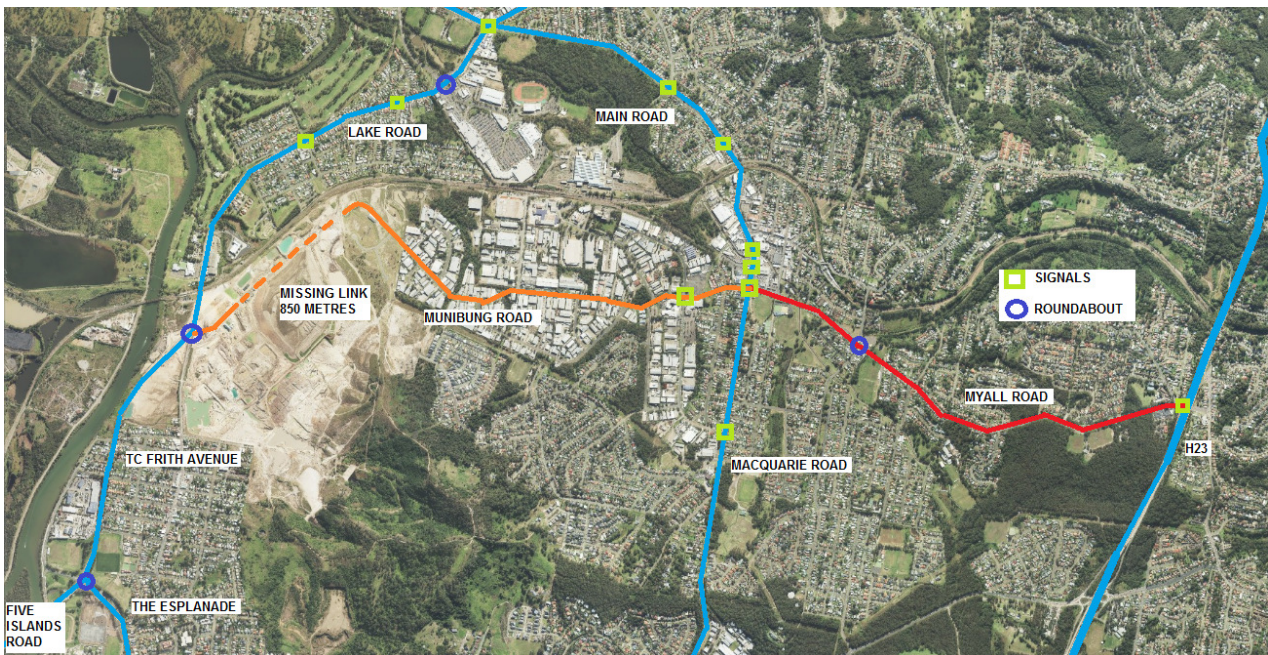 MAIN ROAD
LAKE ROAD
SIGNALS
MISSING LINK
850 METRES
MUNIBUNG ROAD
ROUNDABOUT
MYALL ROAD
H23
TC FRITH AVENUE
MACQUARIE ROAD
THE ESPLANADE
FIVE
ISLANDS
ROAD